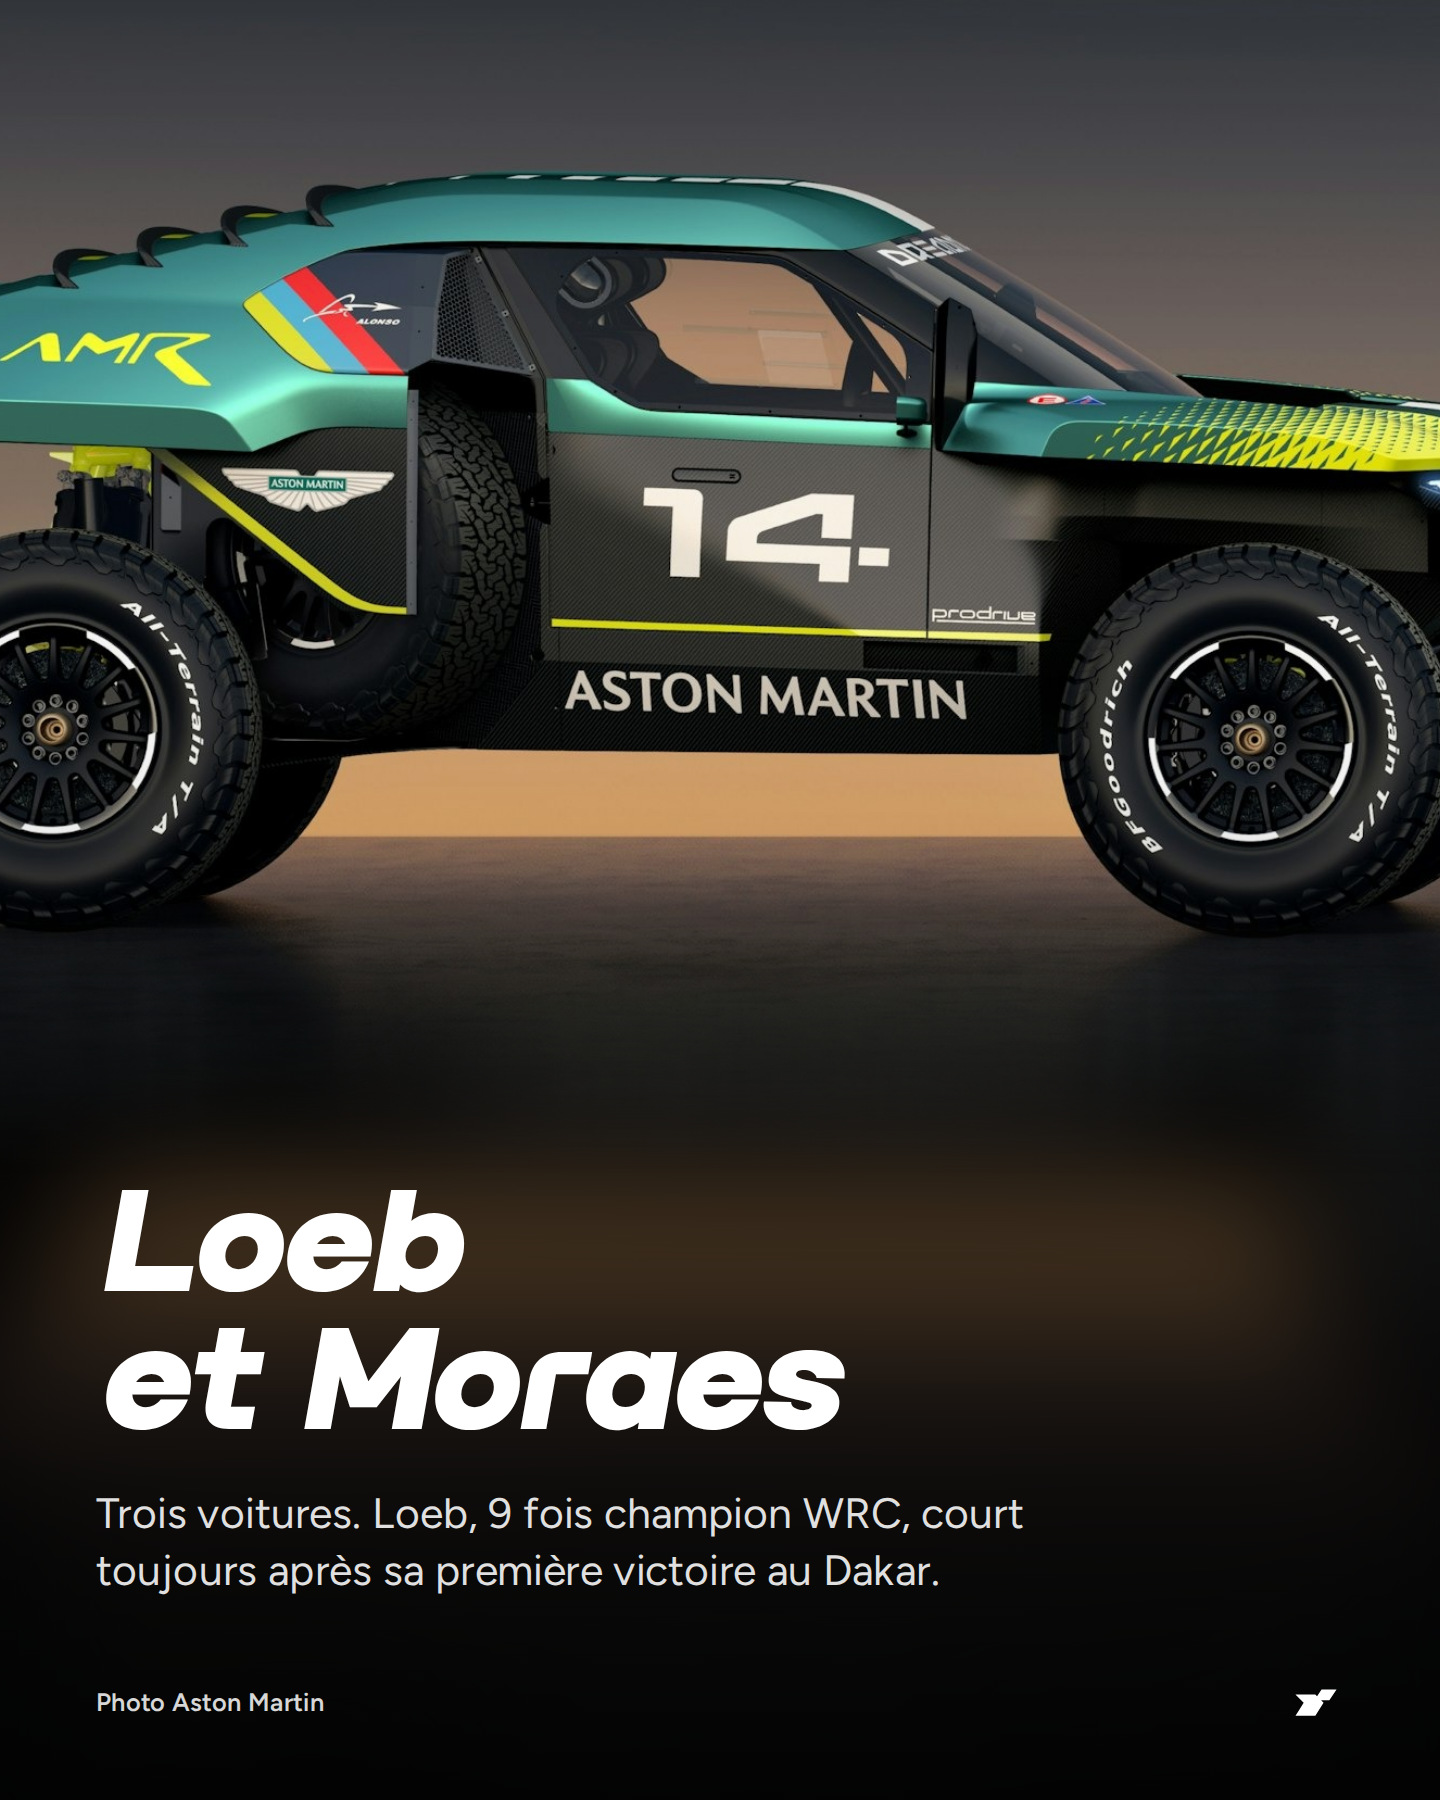 DAREAD
ALONSO
AMR
ASTON MARTIN
14.
prodrive
ASTON MARTIN
All-Terrain T/A
BFGoodrich
All-Terrain T/A
Loeb
et Moraes
Trois voitures. Loeb, 9 fois champion WRC, court
toujours après sa première victoire au Dakar.
Photo Aston Martin